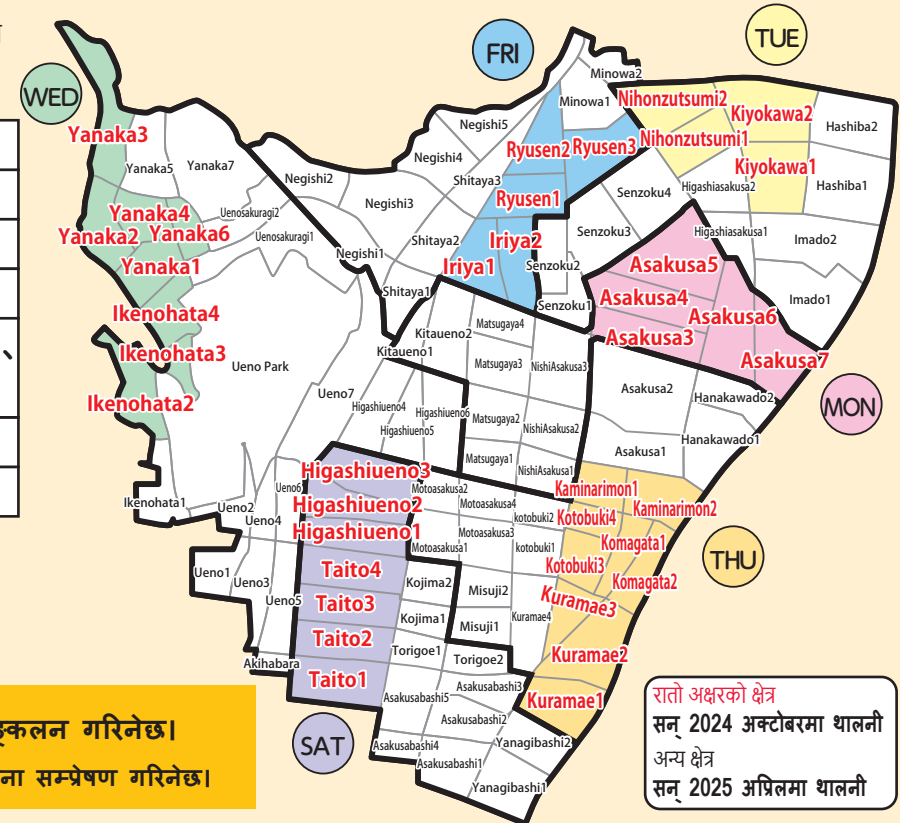 FRI
TUE
WED
Minowa2
Minowa1
Nihonzutsumi2
Kiyokawa2
Hashiba2
Negishi5
Nihonzutsumi1
Yanaka3
Ryusen2
Ryusen3
Negishi4
Yanaka5
Yanaka7
Kiyokawa1
Shitaya3
Negishi2
Higashiasakusa2
Hashiba1
Senzoku4
Ryusen1
Negishi3
Yanaka4
Uenosakuragi2
Yanaka2
Yanaka6
Uenosakuragi1
Senzoku3
Higashiasakusa1
Imado2
Shitaya2
Iriya2
Negishi1
Iriya1
Senzoku2
Asakusa5
Yanaka1
Shitaya1
Asakusa4
Imado1
Senzoku1
Ikenohata4
Asakusa6
Matsugaya4
Kitaueno2
Asakusa3
Ikenohata3
Kitaueno1
Asakusa7
Ueno Park
Matsugaya3
NishiAsakusa3
Ueno7
Asakusa2
Hanakawado2
Ikenohata2
Higashiueno4
Higashiueno6
MON
Matsugaya2
Higashiueno5
NishiAsakusa2
Hanakawado1
Asakusa1
Matsugaya1
NishiAsakusa1
Higashiueno3
Ueno6
Motoasakusa2
Kaminarimon1
Ikenohata1
Higashiueno2
Motoasakusa4
Kaminarimon2
Ueno2
kotobuki2
Kotobuki4
Ueno4
Higashiueno1
Motoasakusa3
Komagata1
Motoasakusa1
kotobuki1
THU
Kotobuki3
Ueno1
Taito4
Ueno3
Kojima2
Komagata2
Misuji2
Ueno5
Taito3
Kuramae3
Kojima1
Kuramae4
Misuji1
Taito2
Torigoe1
Kuramae2
Akihabara
Torigoe2
Taito1
Asakusabashi3
Asakusabashi5
Kuramae1
रातो अक्षरको क्षेत्र
सन् 2024 अक्टोबरमा थालनी
अन्य क्षेत्र
सन् 2025 अप्रिलमा थालनी
Asakusabashi2
SAT
Asakusabashi4
Yanagibashi2
Asakusabashi1
Yanagibashi1
कलन गरिनेछ।
ना सम्प्रेषण गरिनेछ।